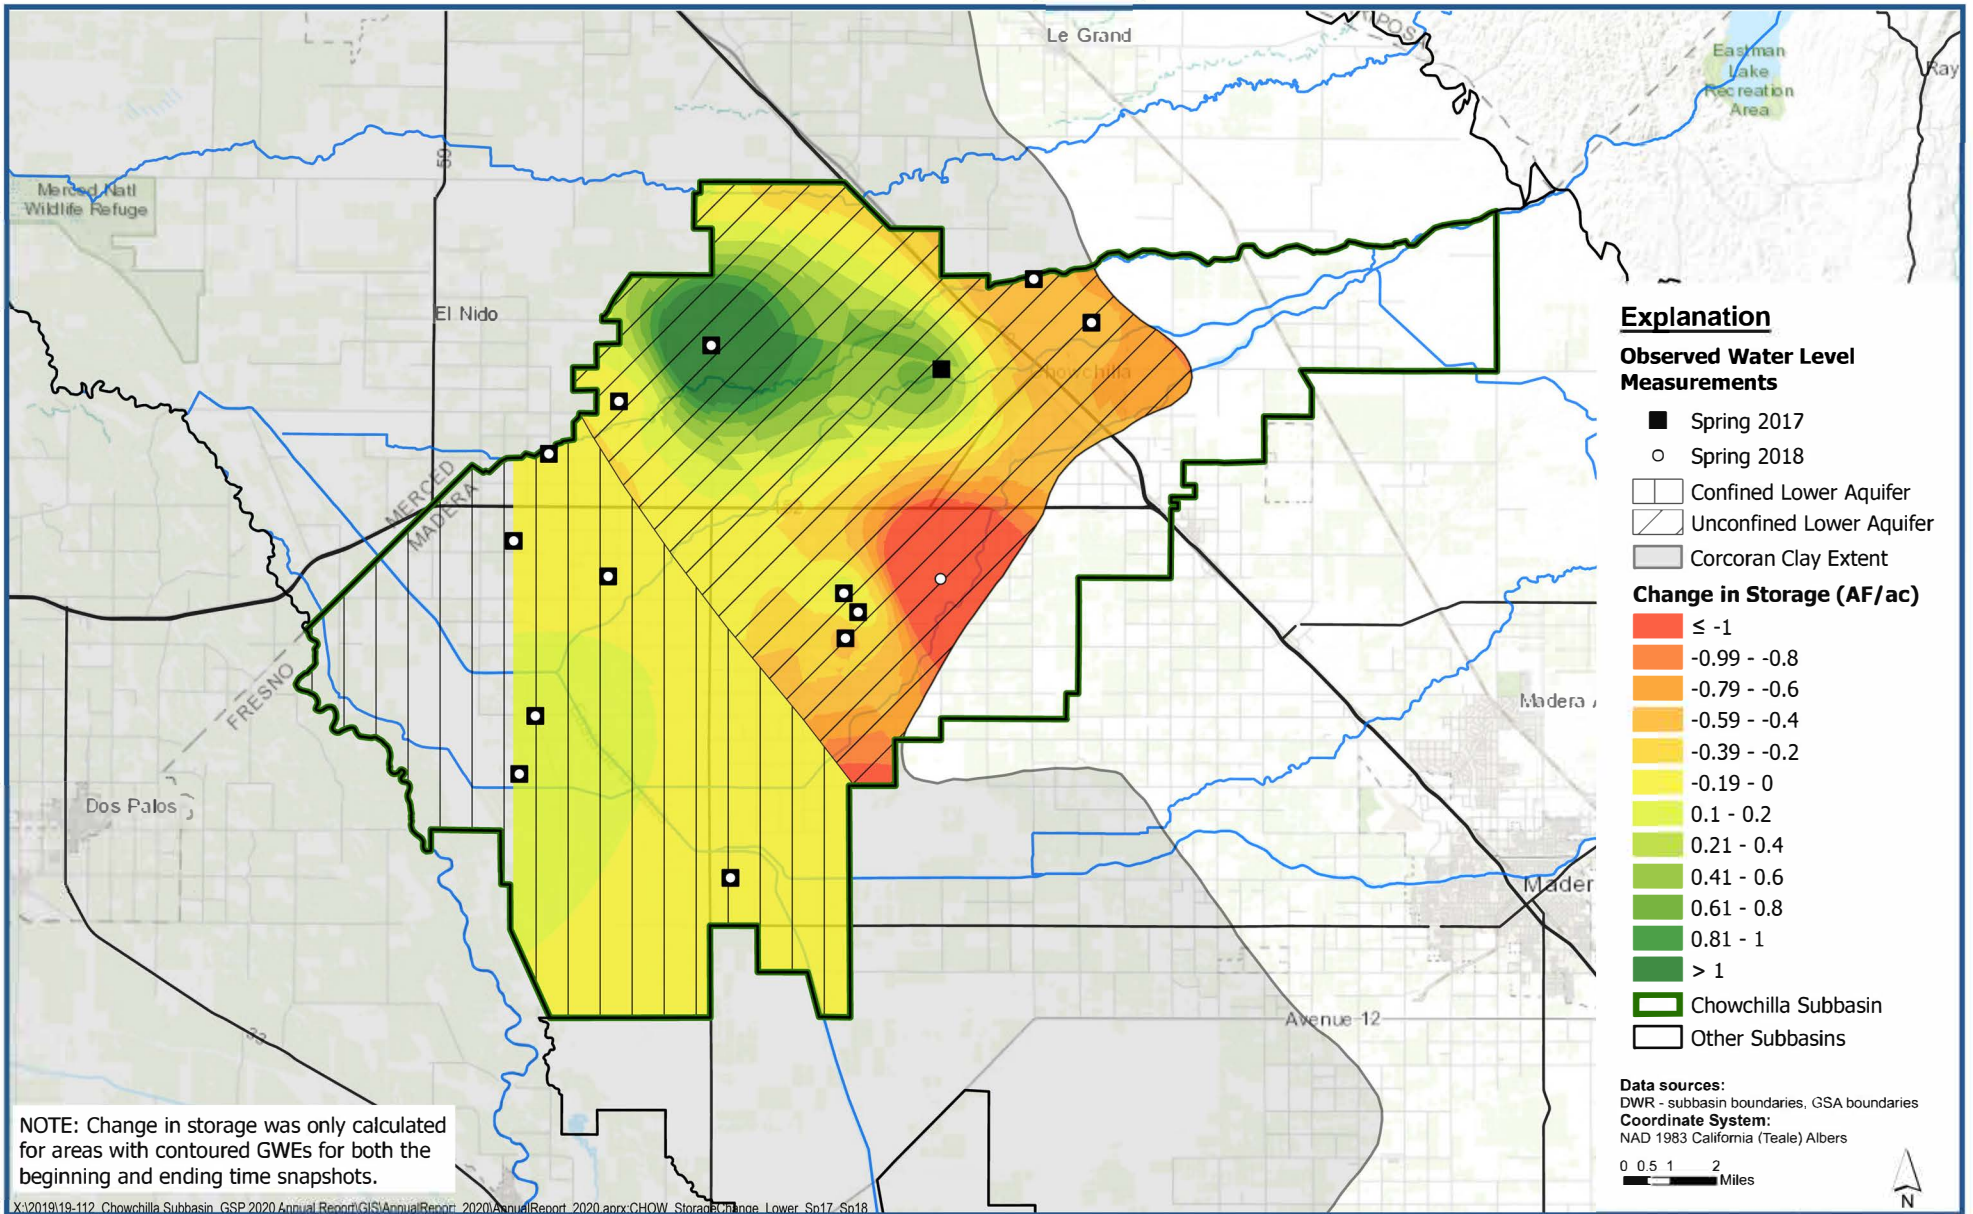 Le Grand
Eastman
Lake
Recreation
Area
Ray
59
Merced Natl
Wildlife Refuge
El Nido
Chowchilla
MERCED
MADERA
FRESNO
Dos Palos
33
Madera A
Mader
Avenue 12
Explanation
Observed Water Level
Measurements
Spring 2017
Spring 2018
Confined Lower Aquifer
Unconfined Lower Aquifer
Corcoran Clay Extent
Change in Storage (AF/ac)
≤ -1
-0.99 - -0.8
-0.79 - -0.6
-0.59 - -0.4
-0.39 - -0.2
-0.19 - 0
0.1 - 0.2
0.21 - 0.4
0.41 - 0.6
0.61 - 0.8
0.81 - 1
> 1
Chowchilla Subbasin
Other Subbasins
Data sources:
DWR - subbasin boundaries, GSA boundaries
Coordinate System:
NAD 1983 California (Teale) Albers
0 0.5 1 2
Miles
N
NOTE: Change in storage was only calculated
for areas with contoured GWEs for both the
beginning and ending time snapshots.
X:\2019\19-112 Chowchilla Subbasin GSP 2020 Annual Report\GIS\AnnualReport_2020\AnnualReport_2020.aprx:CHOW_StorageChange_Lower_Sp17_Sp18